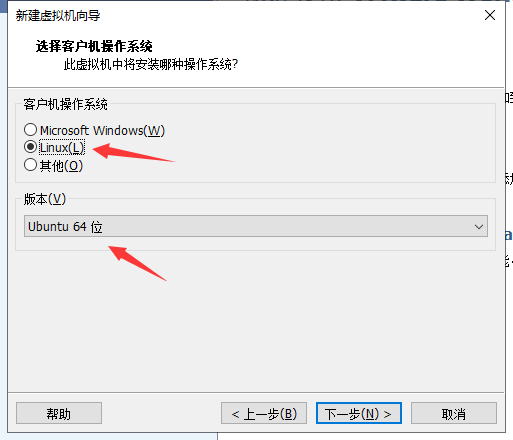 新建虚拟机向导
选择客户机操作系统
此虚拟机中将安装哪种操作系统?
客户机操作系统
Microsoft Windows(W)
Linux(L)
其他(O)
版本(V)
Ubuntu 64 位
帮助
< 上一步(B)
下一步(N) >
取消